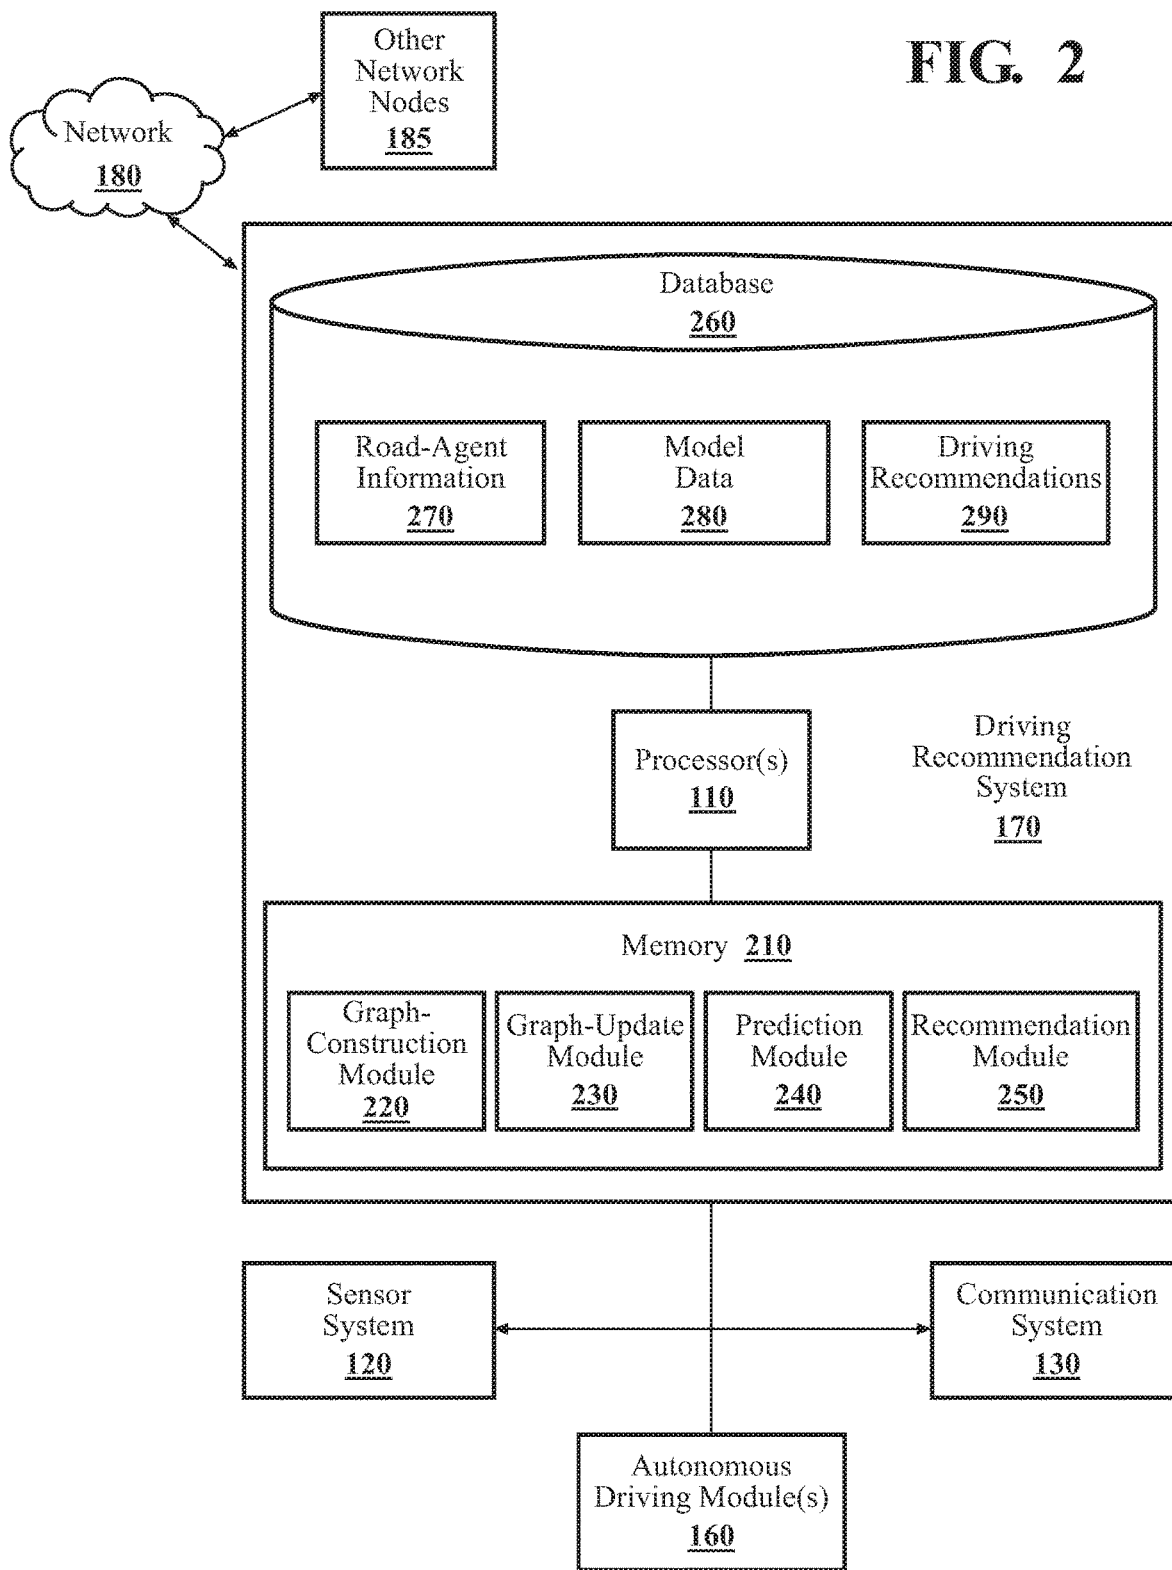 Other
Network
Nodes
185
FIG. 2
Network
180
Database
260
Road-Agent
Information
270
Model
Data
280
Driving
Recommendations
290
Processor(s)
110
Driving
Recommendation
System
170
Memory 210
Graph-
Construction
Module
220
Graph-Update
Module
230
Prediction
Module
240
Recommendation
Module
250
Sensor
System
120
Communication
System
130
Autonomous
Driving Module(s)
160